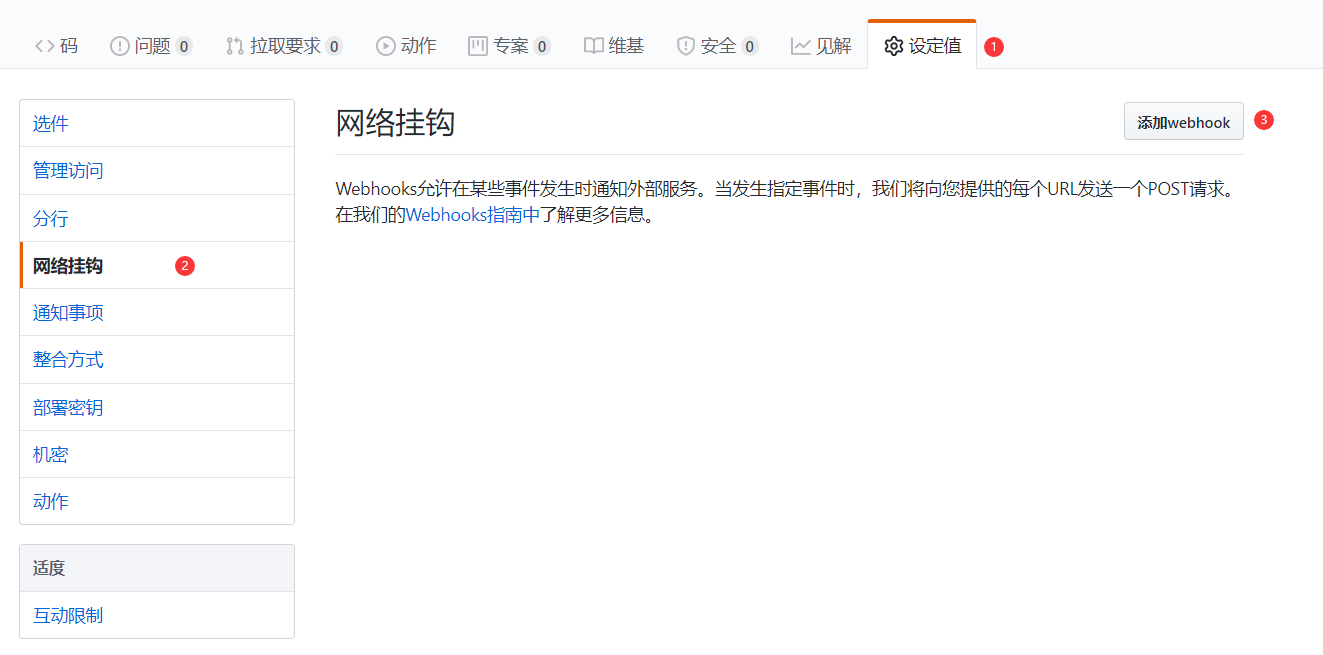 码 问题 0 拉取要求 0 动作 专案 0 维基 安全 0 见解 设定值 1
选件
管理访问
分行
网络挂钩 2
通知事项
整合方式
部署密钥
机密
动作
适度
互动限制
网络挂钩
添加webhook 3
Webhooks允许在某些事件发生时通知外部服务。当发生指定事件时，我们将向您提供的每个URL发送一个POST请求。
在我们的Webhooks指南中了解更多信息。